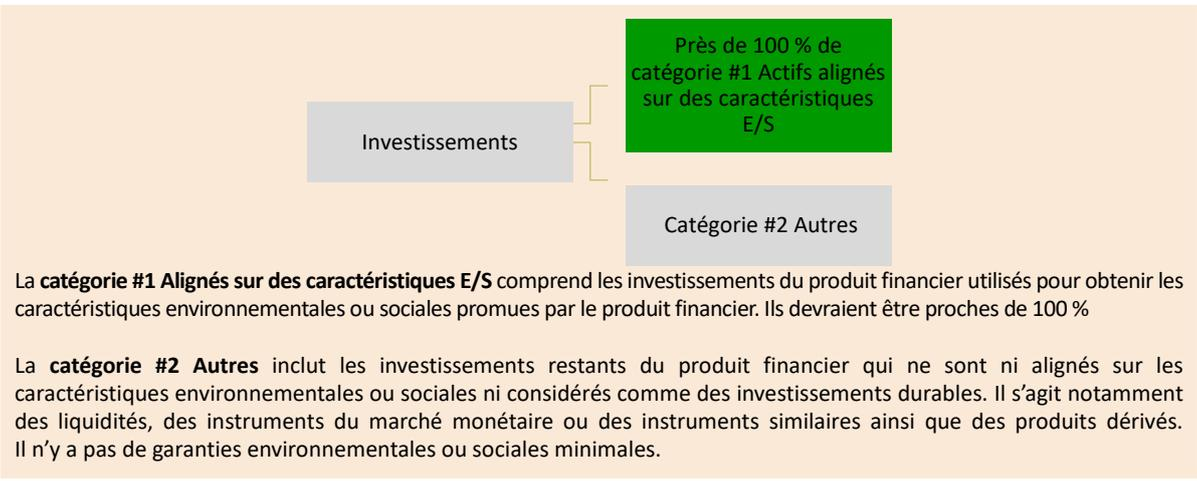 Près de 100 % de
catégorie #1 Actifs alignés
sur des caractéristiques
E/S
Investissements
Catégorie #2 Autres
La catégorie #1 Alignés sur des caractéristiques E/S comprend les investissements du produit financier utilisés pour obtenir les
caractéristiques environnementales ou sociales promues par le produit financier. Ils devraient être proches de 100 %
La catégorie #2 Autres inclut les investissements restants du produit financier qui ne sont ni alignés sur les
caractéristiques environnementales ou sociales ni considérés comme des investissements durables. Il s’agit notamment
des liquidités, des instruments du marché monétaire ou des instruments similaires ainsi que des produits dérivés.
Il n’y a pas de garanties environnementales ou sociales minimales.